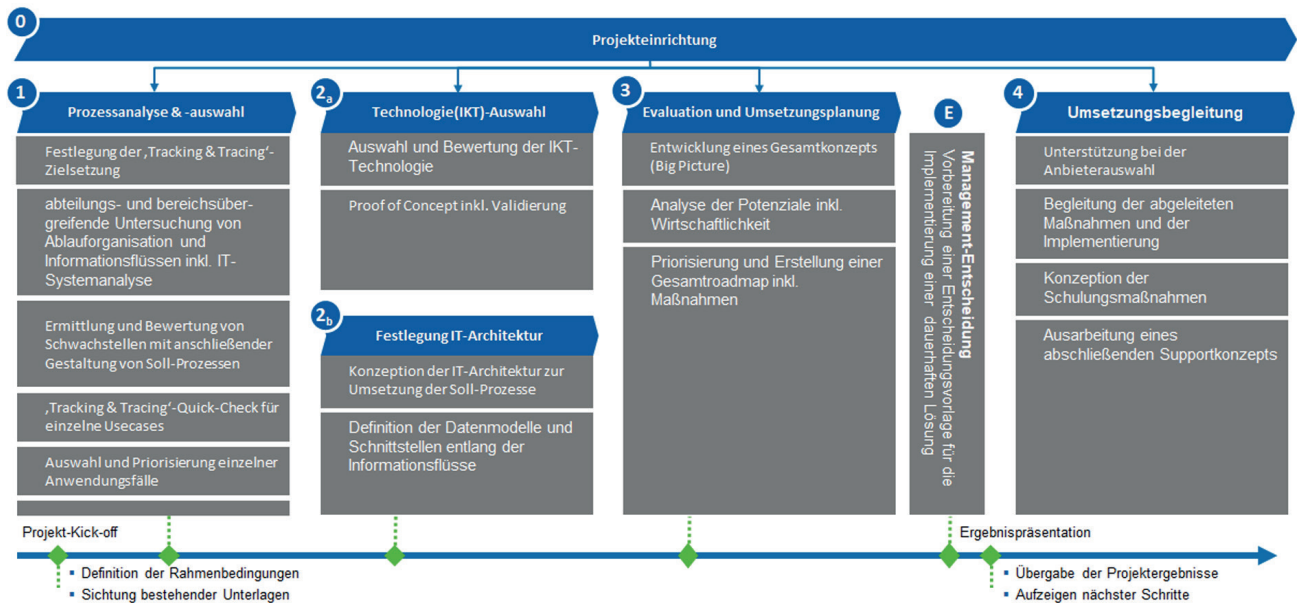 0
Projekteinrichtung
1
Prozessanalyse & -auswahl
Festlegung der ‚Tracking & Tracing‘-
Zielsetzung
abteilungs- und bereichsüber-
greifende Untersuchung von
Ablauforganisation und
Informationsflüssen inkl. IT-
Systemanalyse
Ermittlung und Bewertung von
Schwachstellen mit anschließender
Gestaltung von Soll-Prozessen
‚Tracking & Tracing‘-Quick-Check für
einzelne Usecases
Auswahl und Priorisierung einzelner
Anwendungsfälle
2a
Technologie(IKT)-Auswahl
Auswahl und Bewertung der IKT-
Technologie
Proof of Concept inkl. Validierung
2b
Festlegung IT-Architektur
Konzeption der IT-Architektur zur
Umsetzung der Soll-Prozesse
Definition der Datenmodelle und
Schnittstellen entlang der
Informationsflüsse
3
Evaluation und Umsetzungsplanung
Entwicklung eines Gesamtkonzepts
(Big Picture)
Analyse der Potenziale inkl.
Wirtschaftlichkeit
Priorisierung und Erstellung einer
Gesamtroadmap inkl.
Maßnahmen
E
Management-Entscheidung
Vorbereitung einer Entscheidungsvorlage für die
Implementierung einer dauerhaften Lösung
4
Umsetzungsbegleitung
Unterstützung bei der
Anbieterauswahl
Begleitung der abgeleiteten
Maßnahmen und der
Implementierung
Konzeption der
Schulungsmaßnahmen
Ausarbeitung eines
abschließenden Supportkonzepts
Projekt-Kick-off
▪ Definition der Rahmenbedingungen
▪ Sichtung bestehender Unterlagen
Ergebnispräsentation
▪ Übergabe der Projektergebnisse
▪ Aufzeigen nächster Schritte